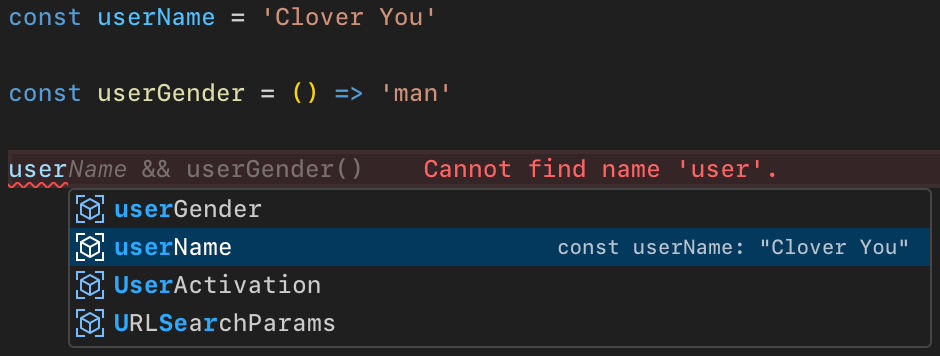 const userName = 'Clover You'
const userGender = () => 'man'
userName && userGender() Cannot find name 'user'.
userGender
userName const userName: "Clover You"
UserActivation
URLSearchParams